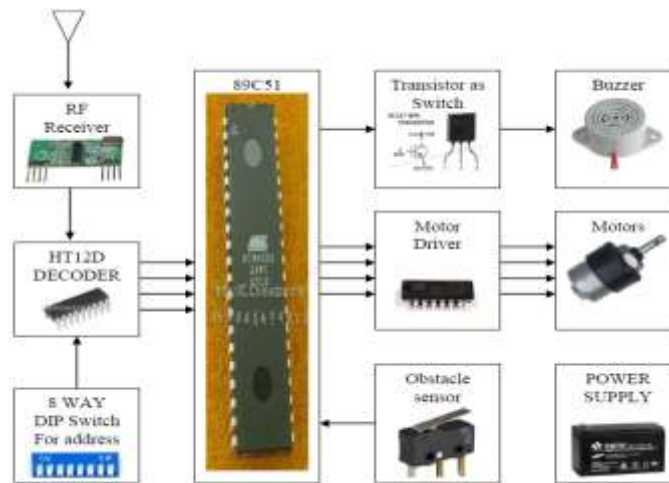 RF
Receiver
HT12D
DECODER
8 WAY
DIP Switch
For address
89C51
Transistor as
Switch
Buzzer
Motor
Driver
Motors
Obstacle
sensor
POWER
SUPPLY